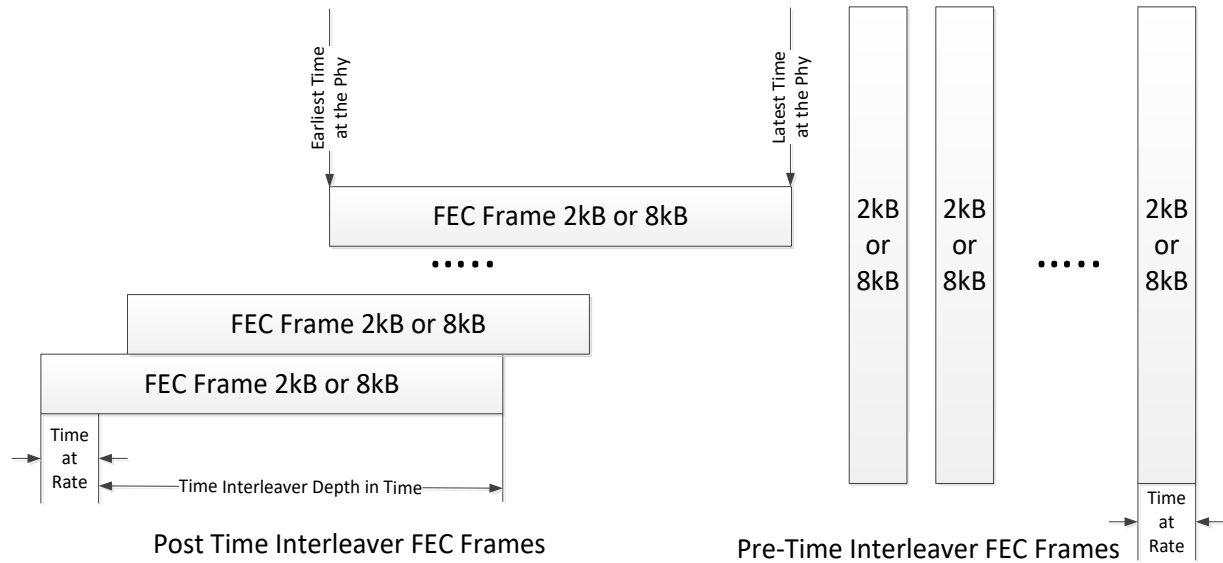 Earliest Time
at the Phy
Latest Time
at the Phy
FEC Frame 2kB or 8kB
.....
FEC Frame 2kB or 8kB
FEC Frame 2kB or 8kB
Time
at
Rate
Time Interleaver Depth in Time
Post Time Interleaver FEC Frames
2kB
or
8kB
2kB
or
8kB
.....
2kB
or
8kB
Time
at
Rate
Pre-Time Interleaver FEC Frames